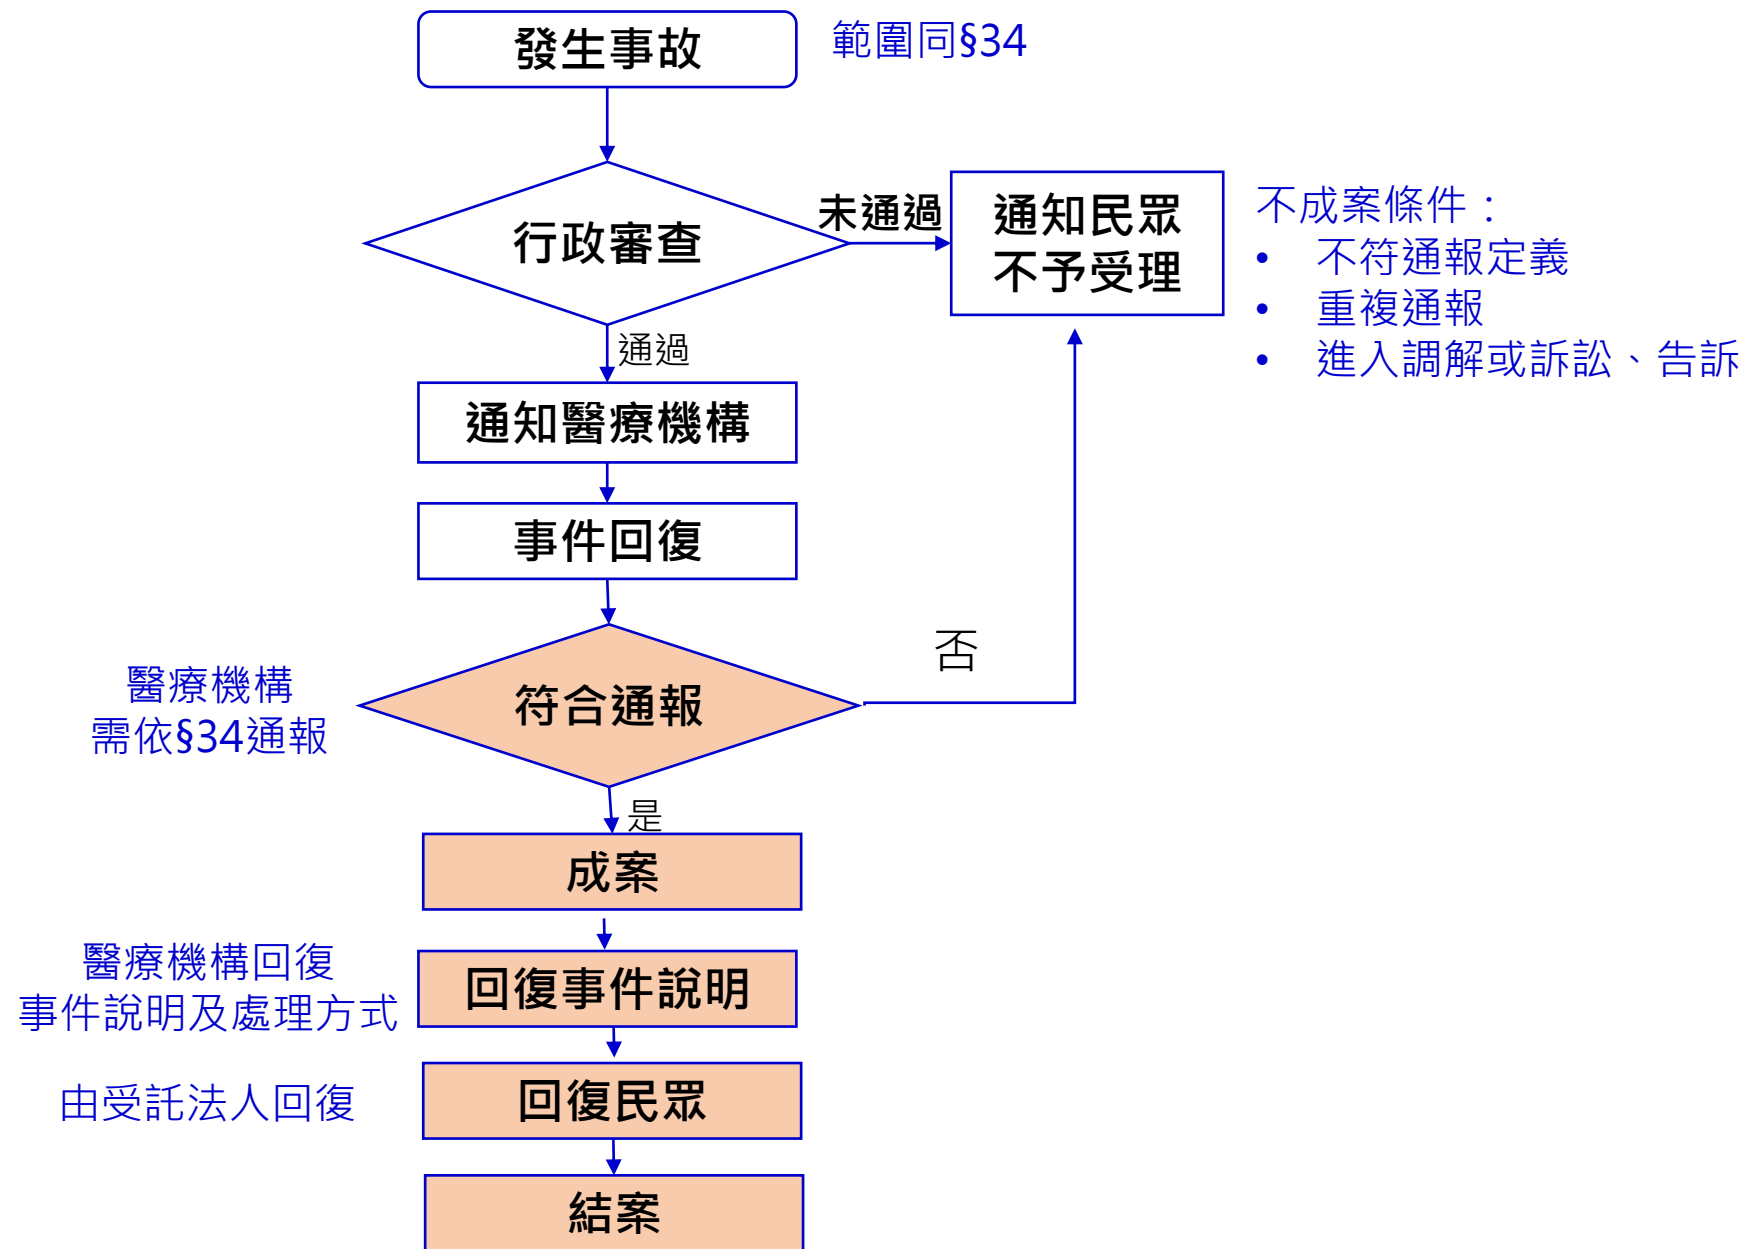 發生事故
範圍同§34
行政審查
未通過
通知民眾
不予受理
不成案條件：
• 不符通報定義
• 重複通報
• 進入調解或訴訟、告訴
通過
通知醫療機構
事件回復
否
醫療機構
需依§34通報
符合通報
是
成案
醫療機構回復
事件說明及處理方式
回復事件說明
由受託法人回復
回復民眾
結案